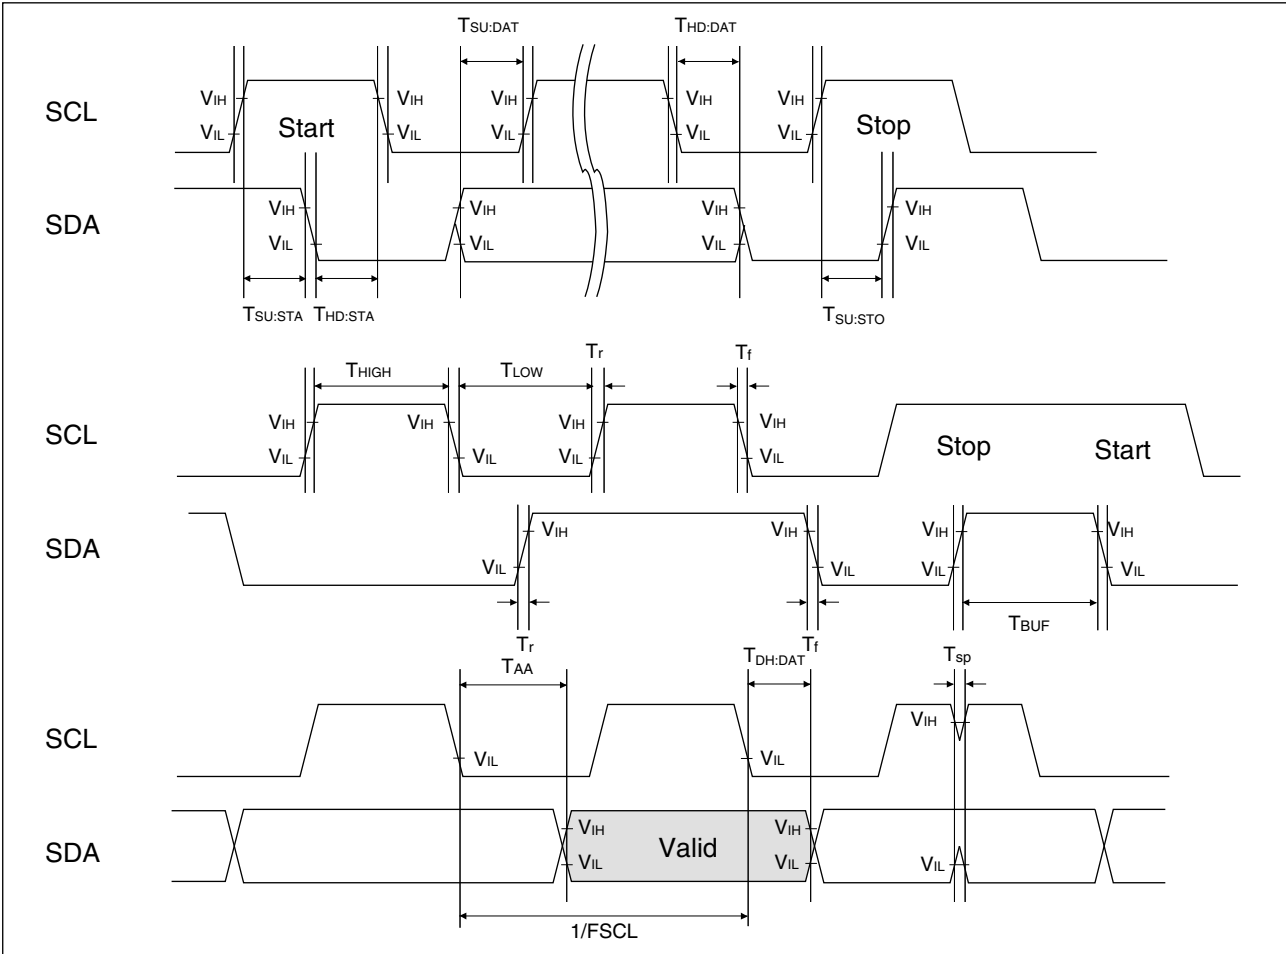 TSU:DAT THD:DAT
SCL VIH VIH VIH VIH VIH
VIL Start VIL VIL VIL VIL Stop
SDA VIH VIH VIH VIH
VIL VIL VIL VIL
TSU:STA THD:STA TSU:STO
THIGH TLOW Tr Tf
SCL VIH VIH VIH VIH
VIL VIL VIL VIL Stop Start
SDA VIH VIH VIH VIH
VIL VIL VIL VIL
Tr Tf TBUF
TAA TDH:DAT Tsp
SCL VIH
VIL VIL
SDA VIH Valid VIH
VIL VIL VIL
1/FSCL